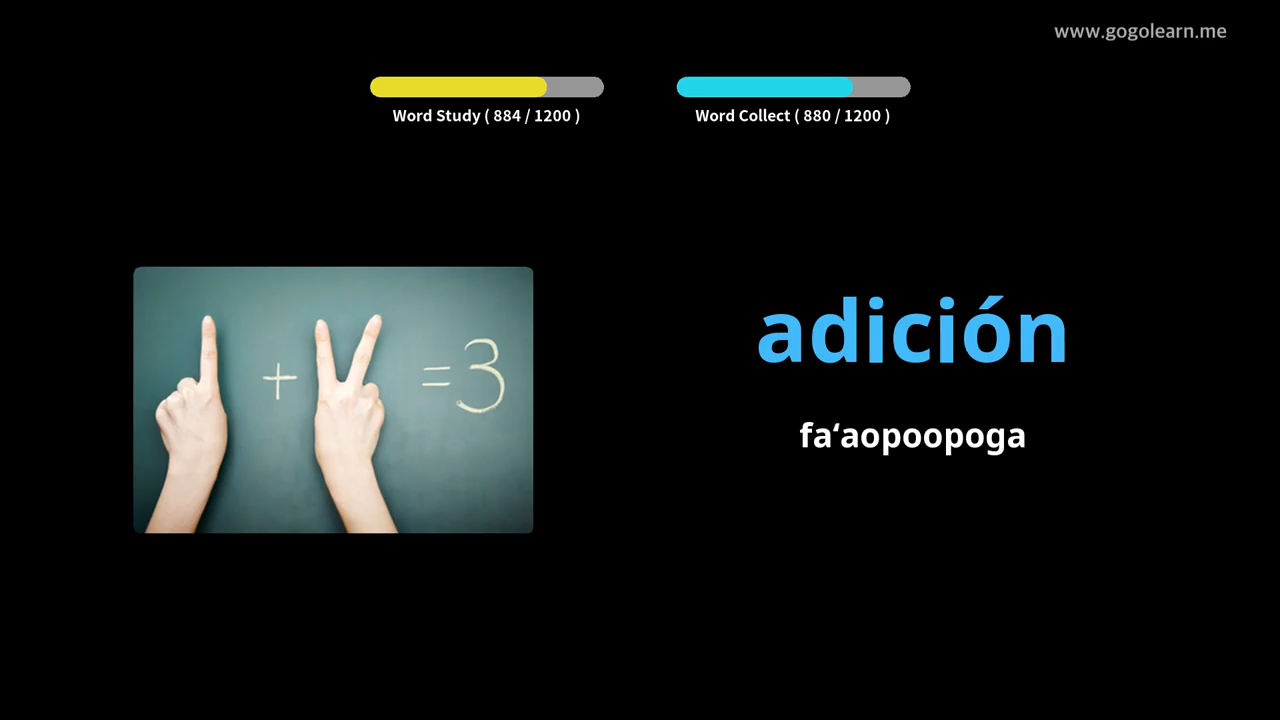 www.gogolearn.me
Word Study ( 884 / 1200 )
Word Collect ( 880 / 1200 )
+ =3
adición
fa‘aopoopoga